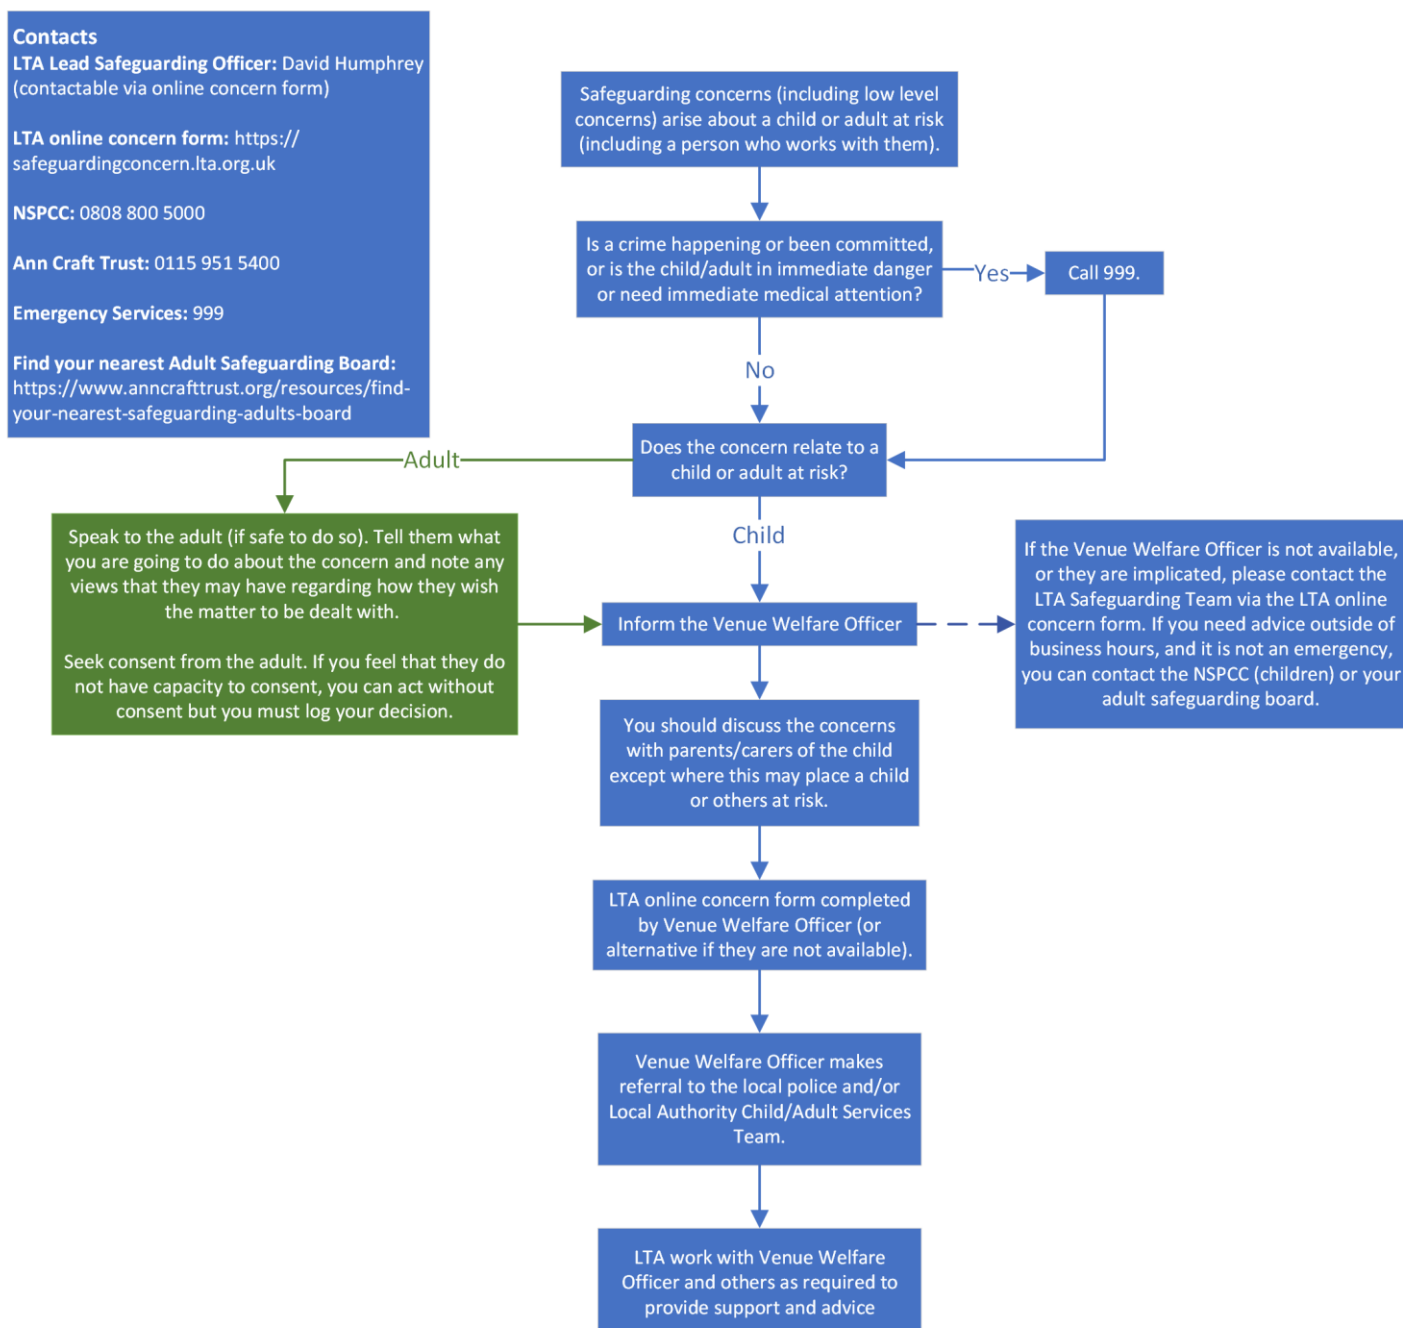 Contacts
LTA Lead Safeguarding Officer: David Humphrey
(contactable via online concern form)
LTA online concern form: https://
safeguardingconcern.lta.org.uk
NSPCC: 0808 800 5000
Ann Craft Trust: 0115 951 5400
Emergency Services: 999
Find your nearest Adult Safeguarding Board:
https://www.anncrafttrust.org/resources/find-
your-nearest-safeguarding-adults-board
Safeguarding concerns (including low level
concerns) arise about a child or adult at risk
(including a person who works with them).
Is a crime happening or been committed,
or is the child/adult in immediate danger
or need immediate medical attention?
Yes
Call 999.
No
Does the concern relate to a
child or adult at risk?
Adult
Child
Speak to the adult (if safe to do so). Tell them what
you are going to do about the concern and note any
views that they may have regarding how they wish
the matter to be dealt with.
Seek consent from the adult. If you feel that they do
not have capacity to consent, you can act without
consent but you must log your decision.
Inform the Venue Welfare Officer
If the Venue Welfare Officer is not available,
or they are implicated, please contact the
LTA Safeguarding Team via the LTA online
concern form. If you need advice outside of
business hours, and it is not an emergency,
you can contact the NSPCC (children) or your
adult safeguarding board.
You should discuss the concerns
with parents/carers of the child
except where this may place a child
or others at risk.
LTA online concern form completed
by Venue Welfare Officer (or
alternative if they are not available).
Venue Welfare Officer makes
referral to the local police and/or
Local Authority Child/Adult Services
Team.
LTA work with Venue Welfare
Officer and others as required to
provide support and advice